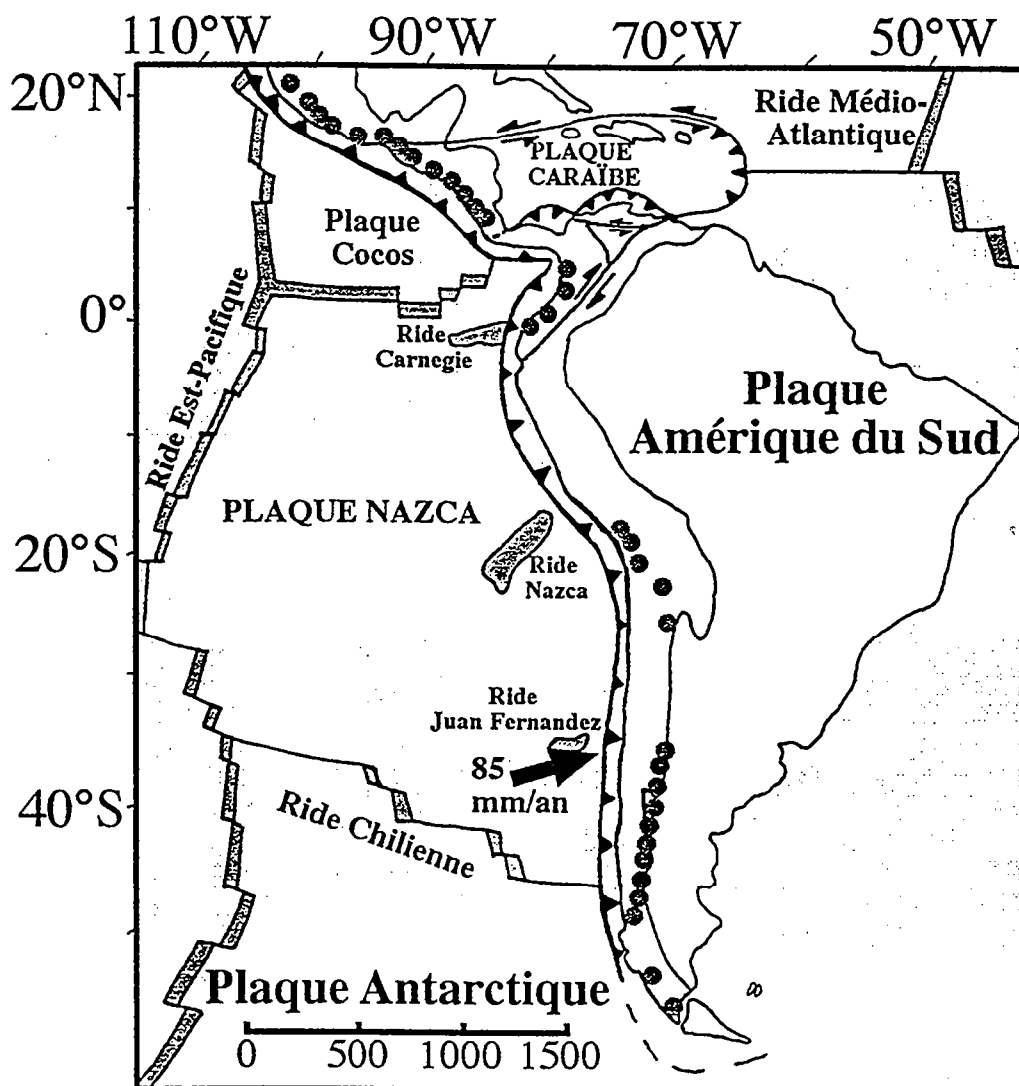 110°W 90°W 70°W 50°W
20°N
Ride Médio-
Atlantique
PLAQUE
CARAÏBE
Plaque
Cocos
0°
Ride
Carnegie
Ride Est-Pacifique
Plaque
Amérique du Sud
PLAQUE NAZCA
20°S
Ride
Nazca
Ride
Juan Fernandez
85
mm/an
40°S
Ride Chilienne
Plaque Antarctique
0 500 1000 1500